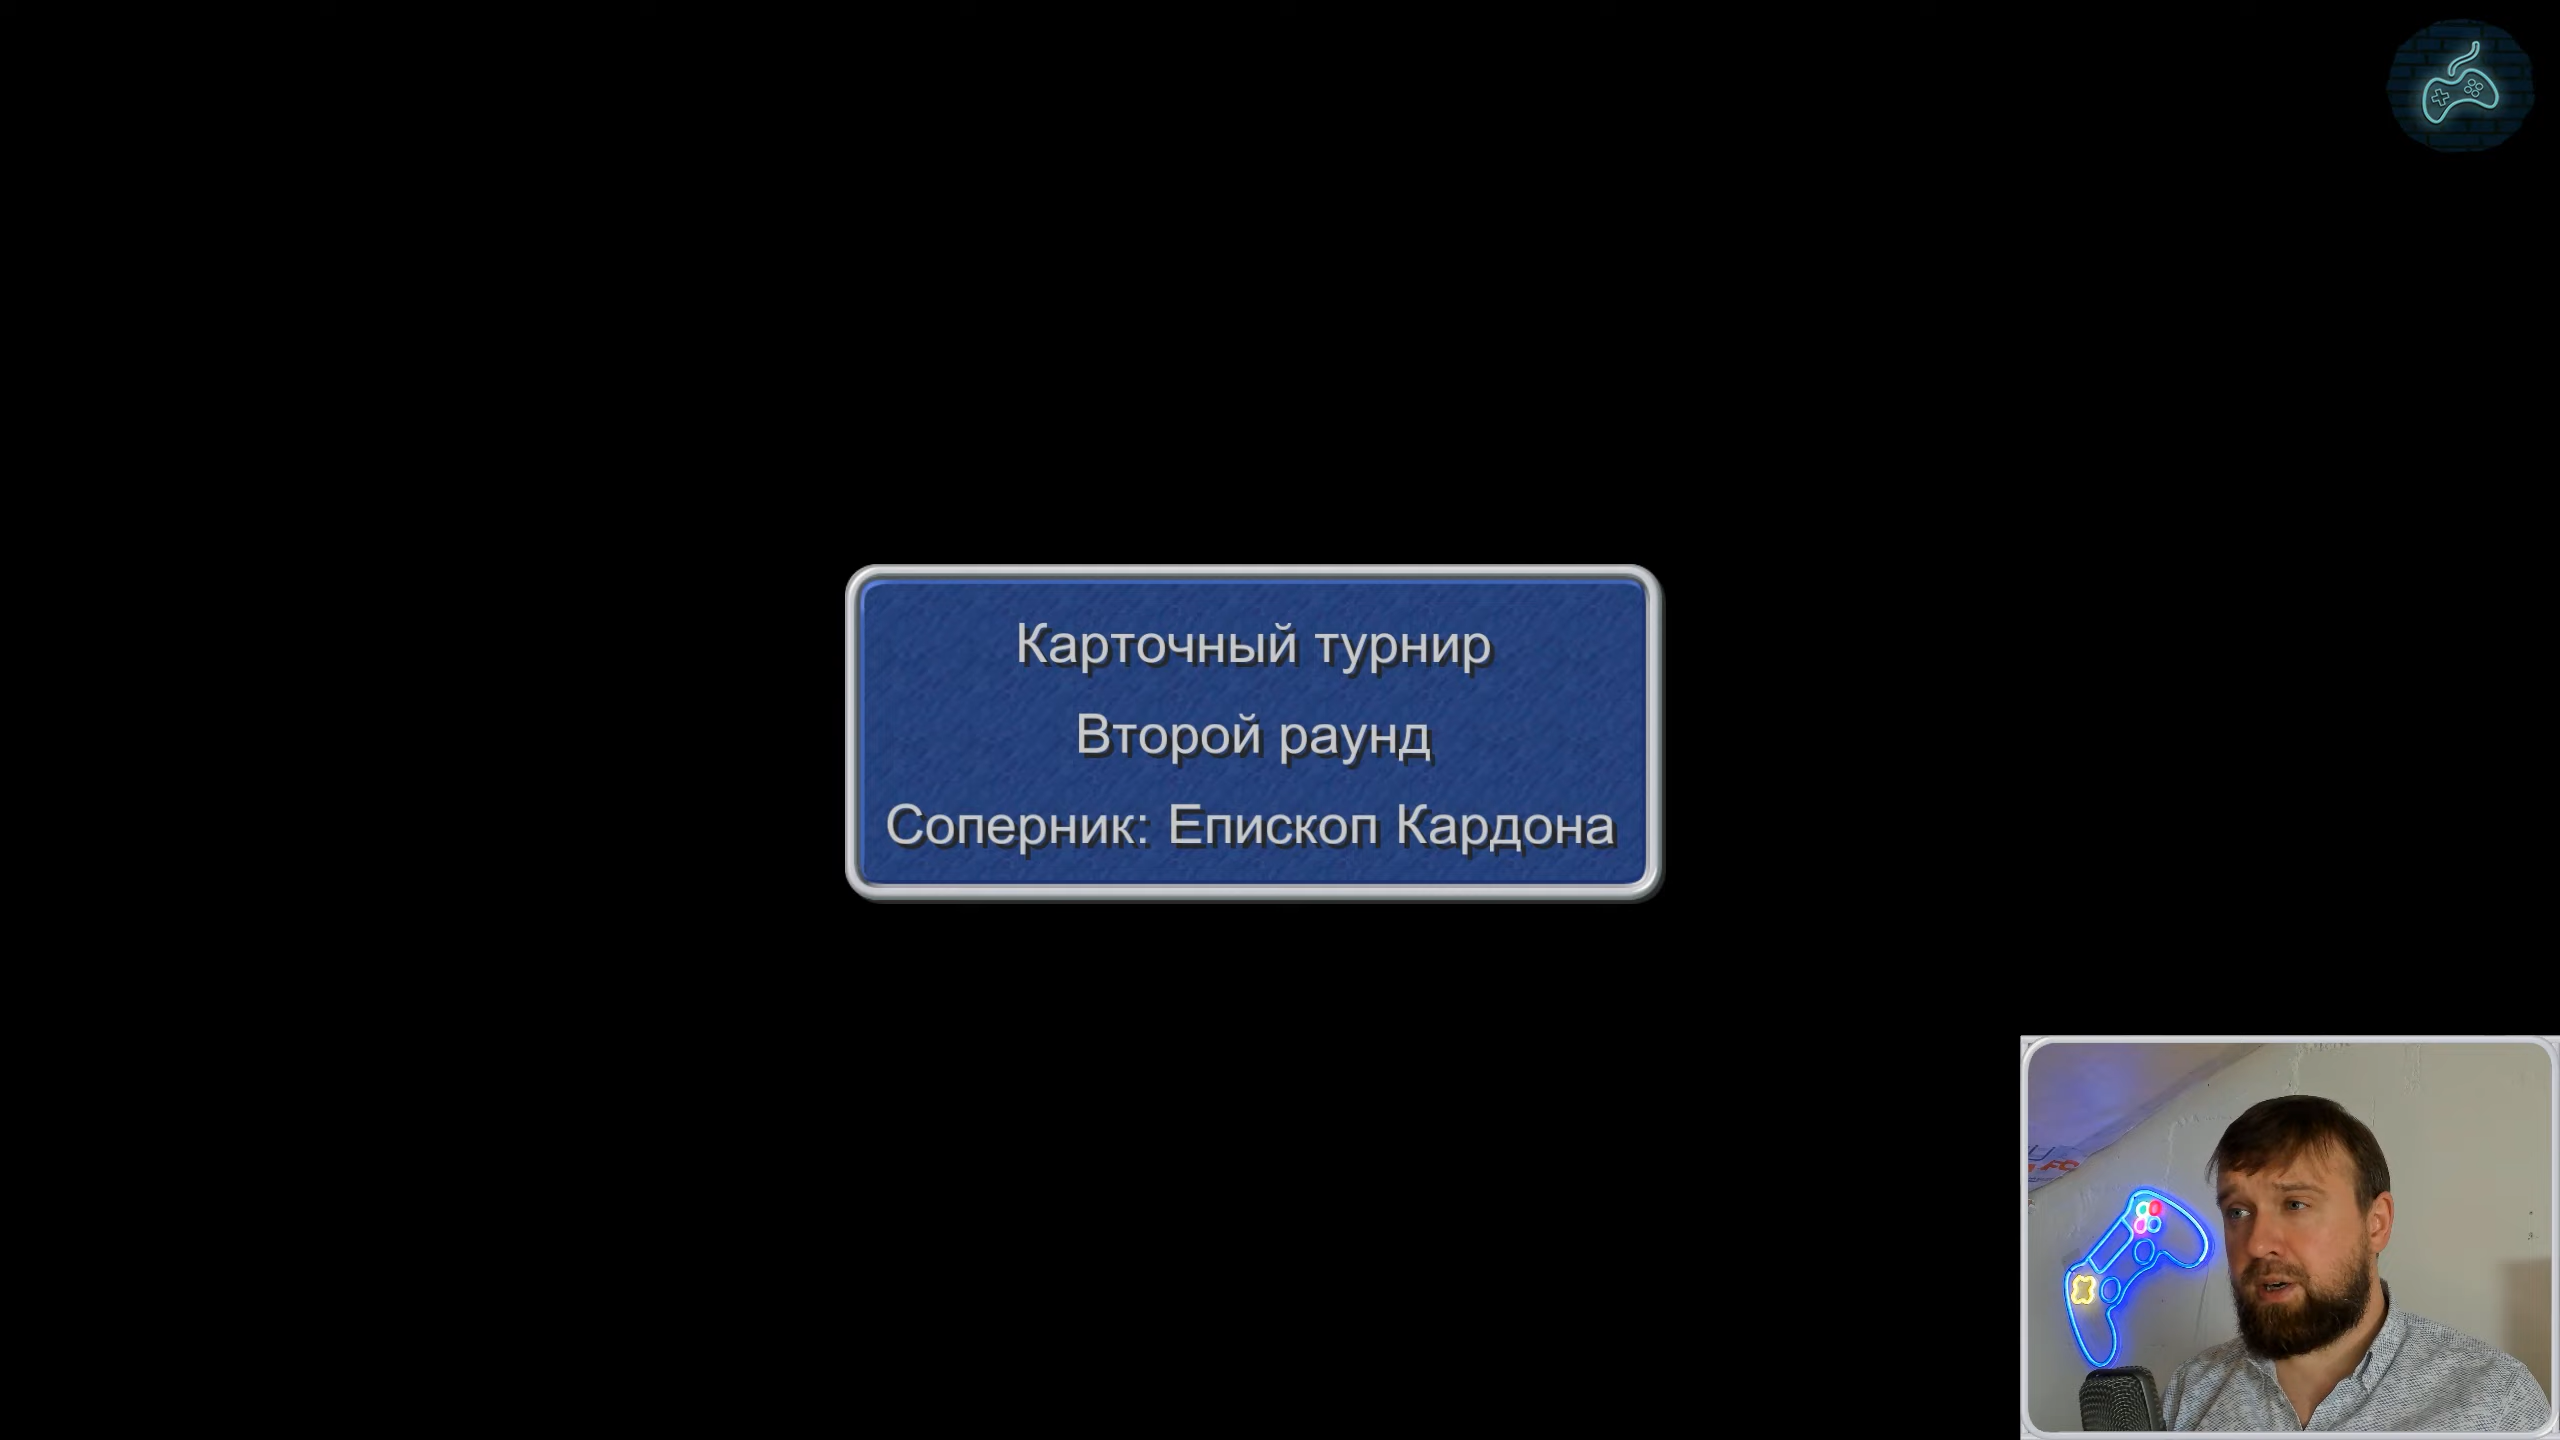 Карточный турнир
Второй раунд
Соперник: Епископ Кардона